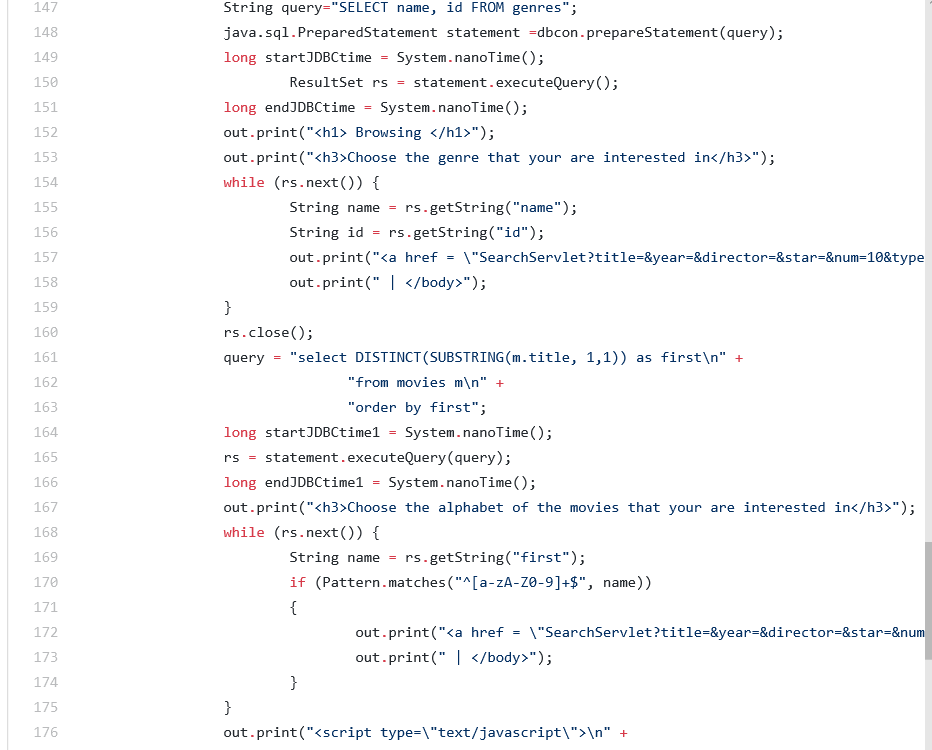 147 String query="SELECT name, id FROM genres";
148 java.sql.PreparedStatement statement =dbcon.prepareStatement(query);
149 long startJDBCtime = System.nanoTime();
150 ResultSet rs = statement.executeQuery();
151 long endJDBCtime = System.nanoTime();
152 out.print("<h1> Browsing </h1>");
153 out.print("<h3>Choose the genre that your are interested in</h3>");
154 while (rs.next()) {
155 String name = rs.getString("name");
156 String id = rs.getString("id");
157 out.print("<a href = \"SearchServlet?title=&year=&director=&star=&num=10&type
158 out.print(" | </body>");
159 }
160 rs.close();
161 query = "select DISTINCT(SUBSTRING(m.title, 1,1)) as first\n" +
162 "from movies m\n" +
163 "order by first";
164 long startJDBCtime1 = System.nanoTime();
165 rs = statement.executeQuery(query);
166 long endJDBCtime1 = System.nanoTime();
167 out.print("<h3>Choose the alphabet of the movies that your are interested in</h3>");
168 while (rs.next()) {
169 String name = rs.getString("first");
170 if (Pattern.matches("^[a-zA-Z0-9]+$", name))
171 {
172 out.print("<a href = \"SearchServlet?title=&year=&director=&star=&num
173 out.print(" | </body>");
174 }
175 }
176 out.print("<script type=\"text/javascript\">\n" +